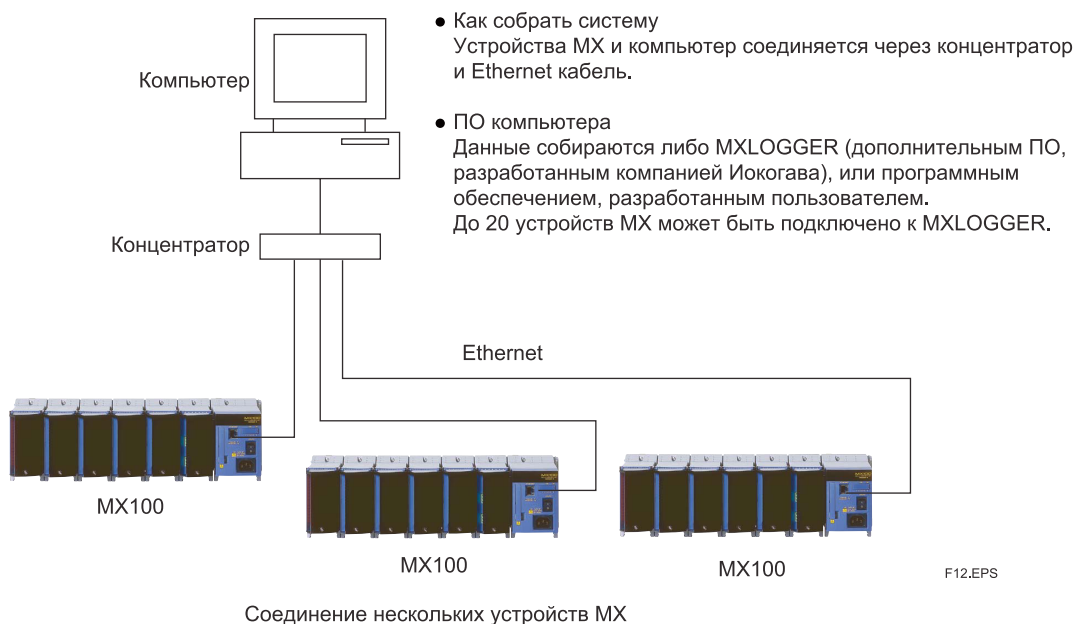 ● Как собрать систему
Устройства MX и компьютер соединяется через концентратор
и Ethernet кабель.
Компьютер
● ПО компьютера
Данные собираются либо MXLOGGER (дополнительным ПО,
разработанным компанией Иокогава), или программным
обеспечением, разработанным пользователем.
До 20 устройств MX может быть подключено к MXLOGGER.
Концентратор
Ethernet
MX100
MX100
MX100
F12.EPS
Соединение нескольких устройств MX